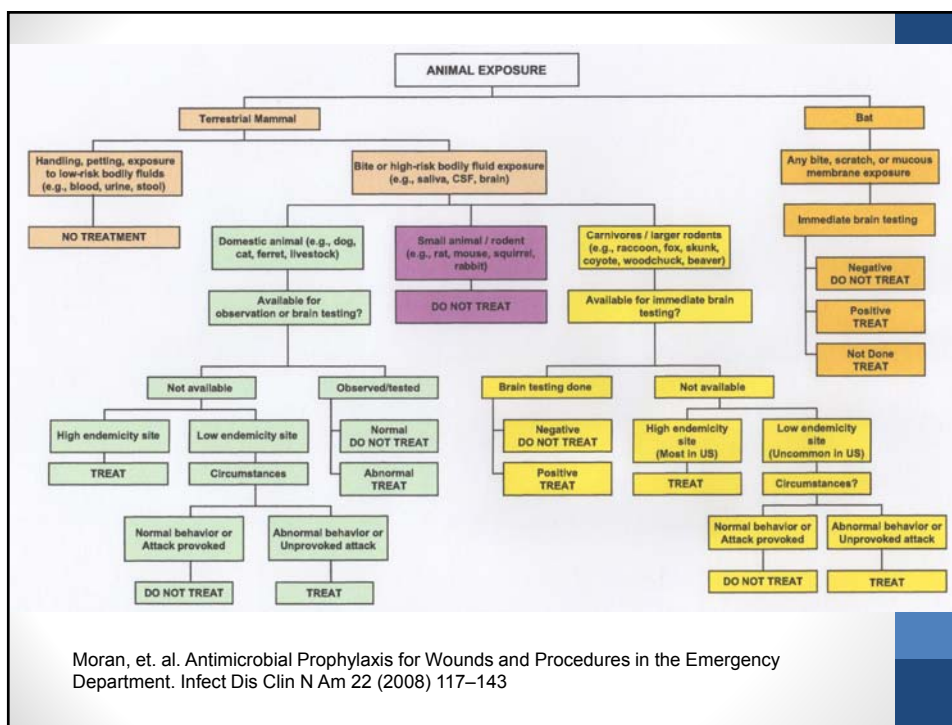 ANIMAL EXPOSURE
Terrestrial Mammal
Bat
Handling, petting, exposure
to low-risk bodily fluids
(e.g., blood, urine, stool)
Bite or high-risk bodily fluid exposure
(e.g., saliva, CSF, brain)
Any bite, scratch, or mucous
membrane exposure
NO TREATMENT
Domestic animal (e.g., dog,
cat, ferret, livestock)
Small animal / rodent
(e.g., rat, mouse, squirrel,
rabbit)
Carnivores / larger rodents
(e.g., raccoon, fox, skunk,
coyote, woodchuck, beaver)
Immediate brain testing
Available for
observation or brain testing?
DO NOT TREAT
Available for immediate brain
testing?
Negative
DO NOT TREAT
Positive
TREAT
Not Done
TREAT
Not available
Observed/tested
Brain testing done
Not available
High endemicity site
Low endemicity site
Normal
DO NOT TREAT
Negative
DO NOT TREAT
High endemicity
site
(Most in US)
Low endemicity
site
(Uncommon in US)
TREAT
Circumstances
Abnormal
TREAT
Positive
TREAT
TREAT
Circumstances?
Normal behavior or
Attack provoked
Abnormal behavior or
Unprovoked attack
Normal behavior or
Attack provoked
Abnormal behavior or
Unprovoked attack
DO NOT TREAT
TREAT
DO NOT TREAT
TREAT
Moran, et. al. Antimicrobial Prophylaxis for Wounds and Procedures in the Emergency
Department. Infect Dis Clin N Am 22 (2008) 117–143